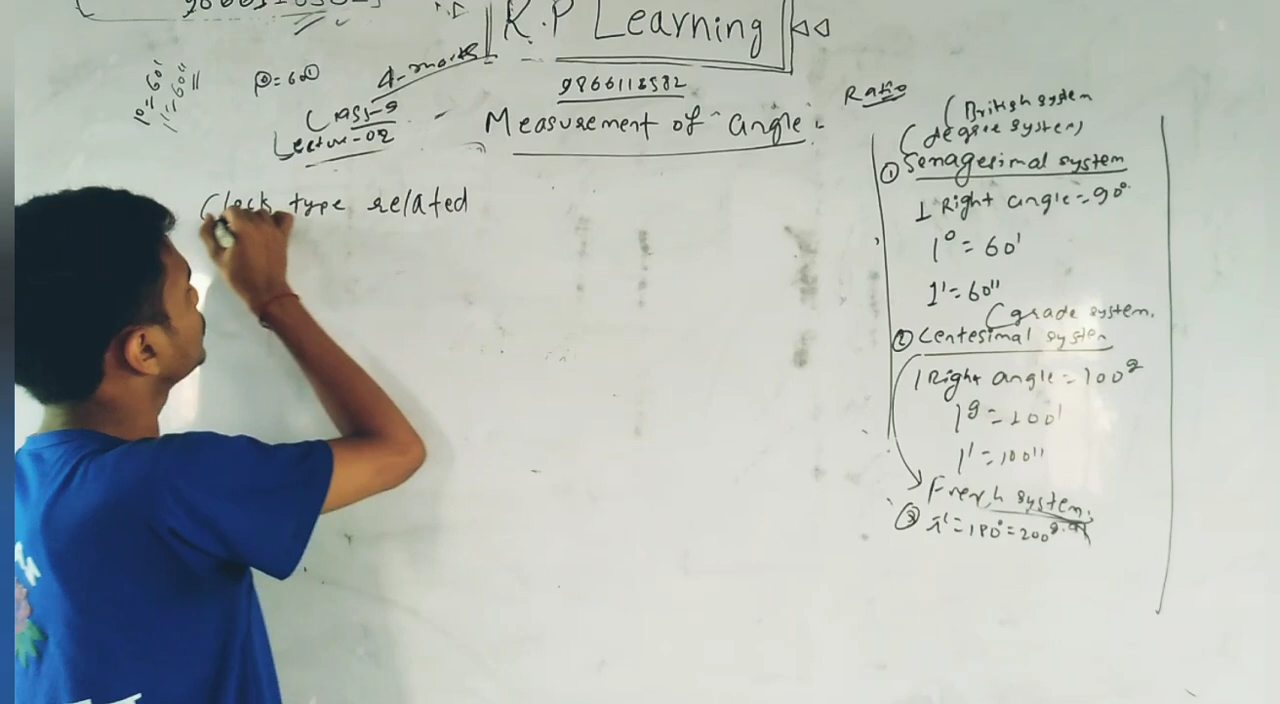 R.P Learning
9866118582
4-marks
10°=60'
1'=60''
Class-9
Lecture-02
Measurement of angle
Clock type related
Ratio
(British system
(degree system)
① Senagesimal system
1 Right angle=90°
1°=60'
1'=60''
(grade system.
② Centesimal system
1 Right angle=100g
1g=100'
1'=100''
French system.
③ π'=180°=200g